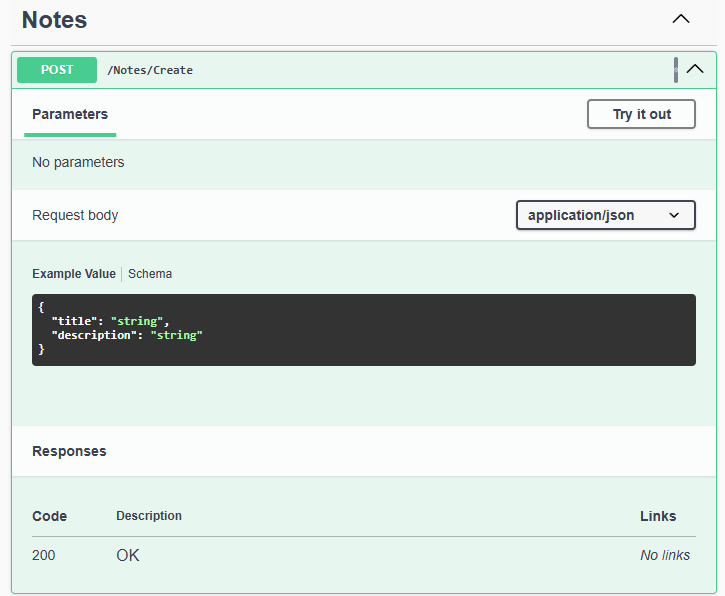 Notes
POST /Notes/Create
Parameters Try it out
No parameters
Request body application/json
Example Value Schema
{
  "title": "string",
  "description": "string"
}
Responses
Code Description Links
200 OK No links